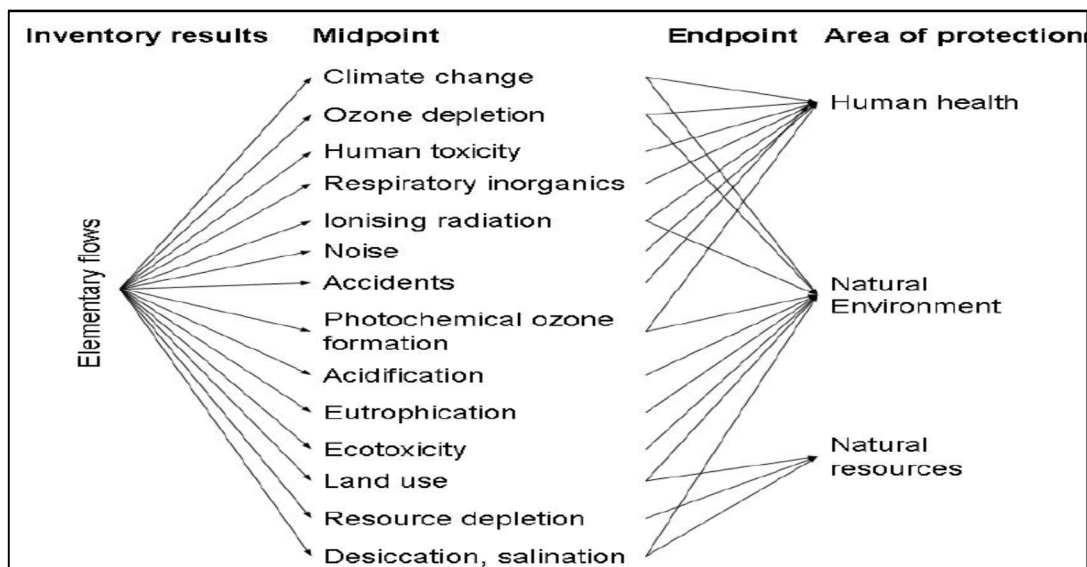 Inventory results Midpoint Endpoint Area of protection
Climate change
Human health
Ozone depletion
Human toxicity
Respiratory inorganics
Ionising radiation
Noise
Accidents
Natural
Environment
Photochemical ozone
formation
Elementary flows
Acidification
Eutrophication
Ecotoxicity
Natural
resources
Land use
Resource depletion
Desiccation, salination